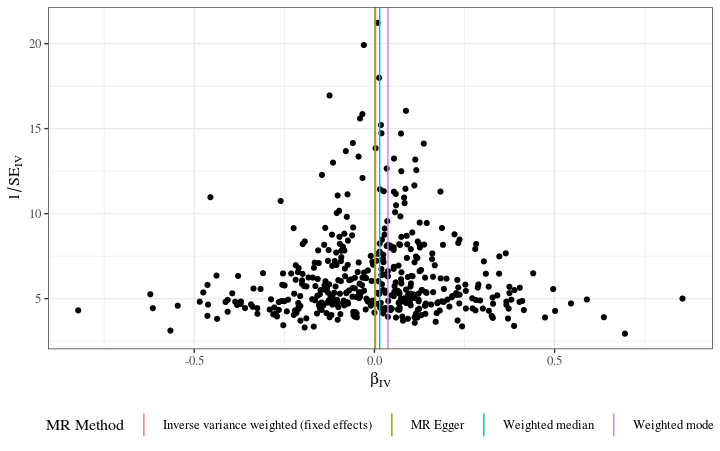 1/SE_IV
20
15
10
5
-0.5
0.0
0.5
β_IV
MR Method
Inverse variance weighted (fixed effects)
MR Egger
Weighted median
Weighted mode